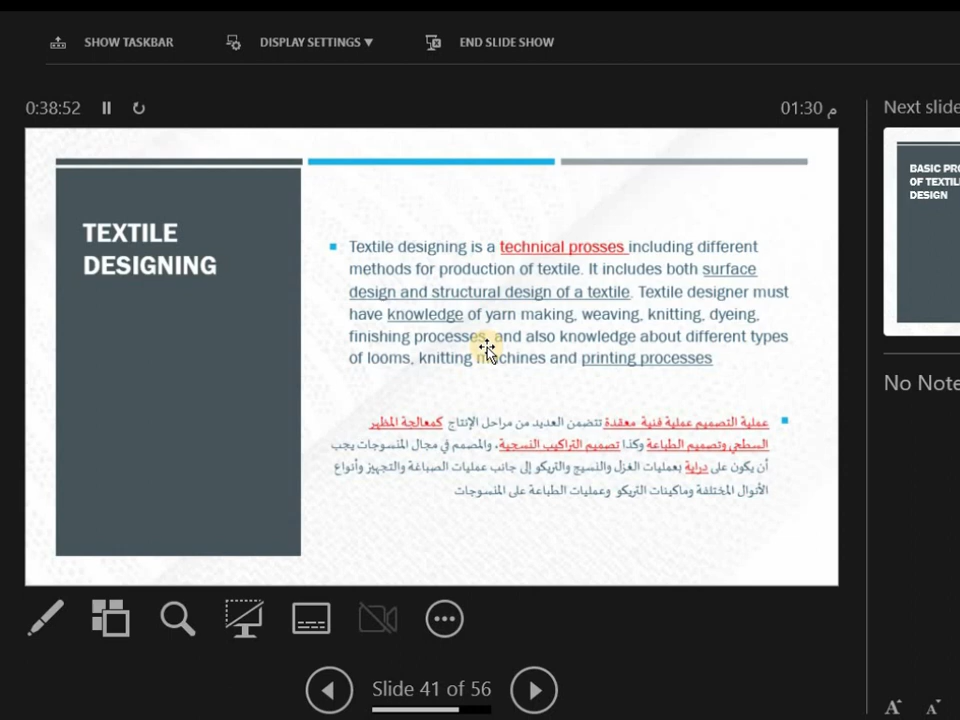 SHOW TASKBAR
DISPLAY SETTINGS ▼
END SLIDE SHOW
0:38:52
01:30 م
Next slide
TEXTILE
DESIGNING
Textile designing is a technical prosses including different
methods for production of textile. It includes both surface
design and structural design of a textile. Textile designer must
have knowledge of yarn making, weaving, knitting, dyeing,
finishing processes, and also knowledge about different types
of looms, knitting machines and printing processes
عملية التصميم عملية فنية معقدة تتضمن العديد من مراحل الإنتاج كمعالجة المظهر
السطحي وتصميم الطباعة وكذا تصميم التراكيب النسجية، والمصمم في مجال المنسوجات يجب
أن يكون على دراية بعمليات الغزل والنسيج والتريكو إلى جانب عمليات الصباغة والتجهيز وأنواع
الأنوال المختلفة وماكينات التريكو وعمليات الطباعة على المنسوجات
BASIC PRO
OF TEXTIL
DESIGN
No Note
Slide 41 of 56
A A